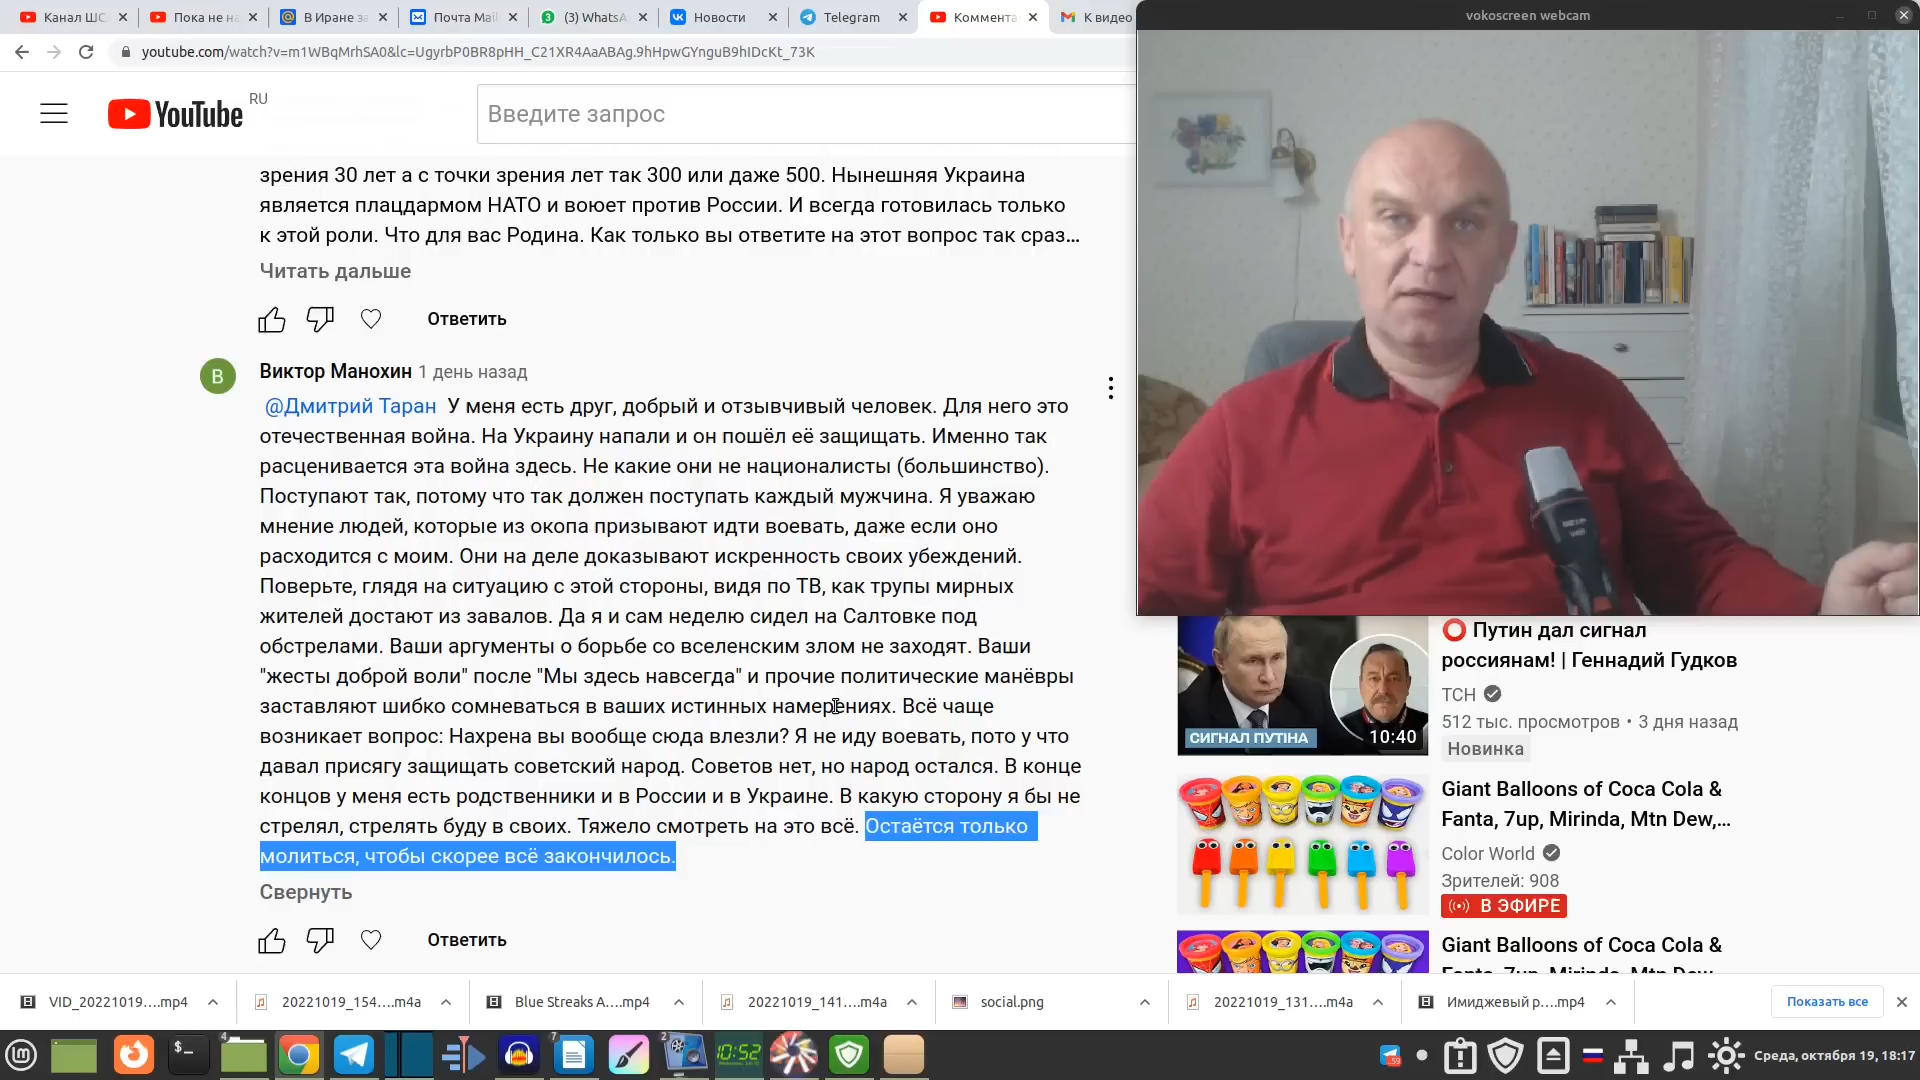 Канал ШС
Пока не на
В Иране за
Почта Mail
(3) WhatsA
Новости
Telegram
Коммента
К видео
vokoscreen webcam
youtube.com/watch?v=m1WBqMrhSA0&lc=UgyrbP0BR8pHH_C21XR4AaABAg.9hHpwGYnguB9hIDcKt_73K
YouTube RU
Введите запрос
зрения 30 лет а с точки зрения лет так 300 или даже 500. Нынешняя Украина
является плацдармом НАТО и воюет против России. И всегда готовилась только
к этой роли. Что для вас Родина. Как только вы ответите на этот вопрос так сраз...
Читать дальше
Ответить
В
Виктор Манохин 1 день назад
@Дмитрий Таран У меня есть друг, добрый и отзывчивый человек. Для него это
отечественная война. На Украину напали и он пошёл её защищать. Именно так
расценивается эта война здесь. Не какие они не националисты (большинство).
Поступают так, потому что так должен поступать каждый мужчина. Я уважаю
мнение людей, которые из окопа призывают идти воевать, даже если оно
расходится с моим. Они на деле доказывают искренность своих убеждений.
Поверьте, глядя на ситуацию с этой стороны, видя по ТВ, как трупы мирных
жителей достают из завалов. Да я и сам неделю сидел на Салтовке под
обстрелами. Ваши аргументы о борьбе со вселенским злом не заходят. Ваши
"жесты доброй воли" после "Мы здесь навсегда" и прочие политические манёвры
заставляют шибко сомневаться в ваших истинных намерениях. Всё чаще
возникает вопрос: Нахрена вы вообще сюда влезли? Я не иду воевать, пото у что
давал присягу защищать советский народ. Советов нет, но народ остался. В конце
концов у меня есть родственники и в России и в Украине. В какую сторону я бы не
стрелял, стрелять буду в своих. Тяжело смотреть на это всё. Остаётся только
молиться, чтобы скорее всё закончилось.
Свернуть
Ответить
СИГНАЛ ПУТІНА
10:40
Путин дал сигнал
россиянам! | Геннадий Гудков
ТСН
512 тыс. просмотров • 3 дня назад
Новинка
Giant Balloons of Coca Cola &
Fanta, 7up, Mirinda, Mtn Dew,...
Color World
Зрителей: 908
В ЭФИРЕ
Giant Balloons of Coca Cola &
Fanta, 7up, Mirinda, Mtn Dew
VID_20221019....mp4
20221019_154....m4a
Blue Streaks A....mp4
20221019_141....m4a
social.png
20221019_131....m4a
Имиджевый р....mp4
Показать все
4
7
2
10:52
59
Среда, октября 19, 18:17